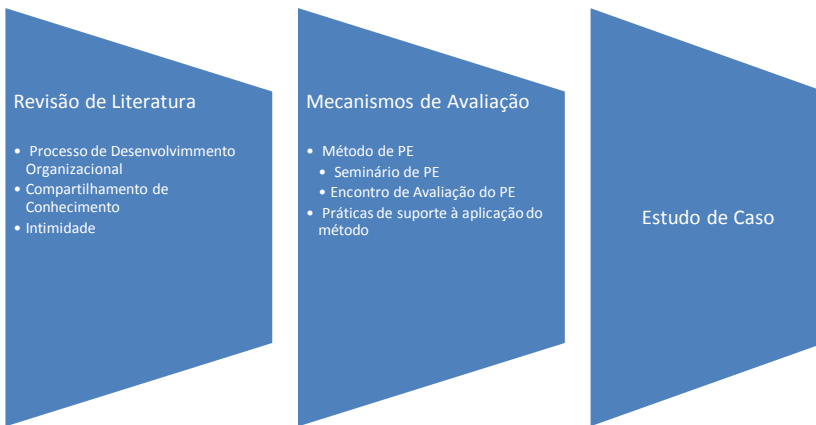 Revisão de Literatura
• Processo de Desenvolvimmento
Organizacional
• Compartilhamento de
Conhecimento
• Intimidade
Mecanismos de Avaliação
• Método de PE
• Seminário de PE
• Encontro de Avaliação do PE
• Práticas de suporte à aplicação do
método
Estudo de Caso